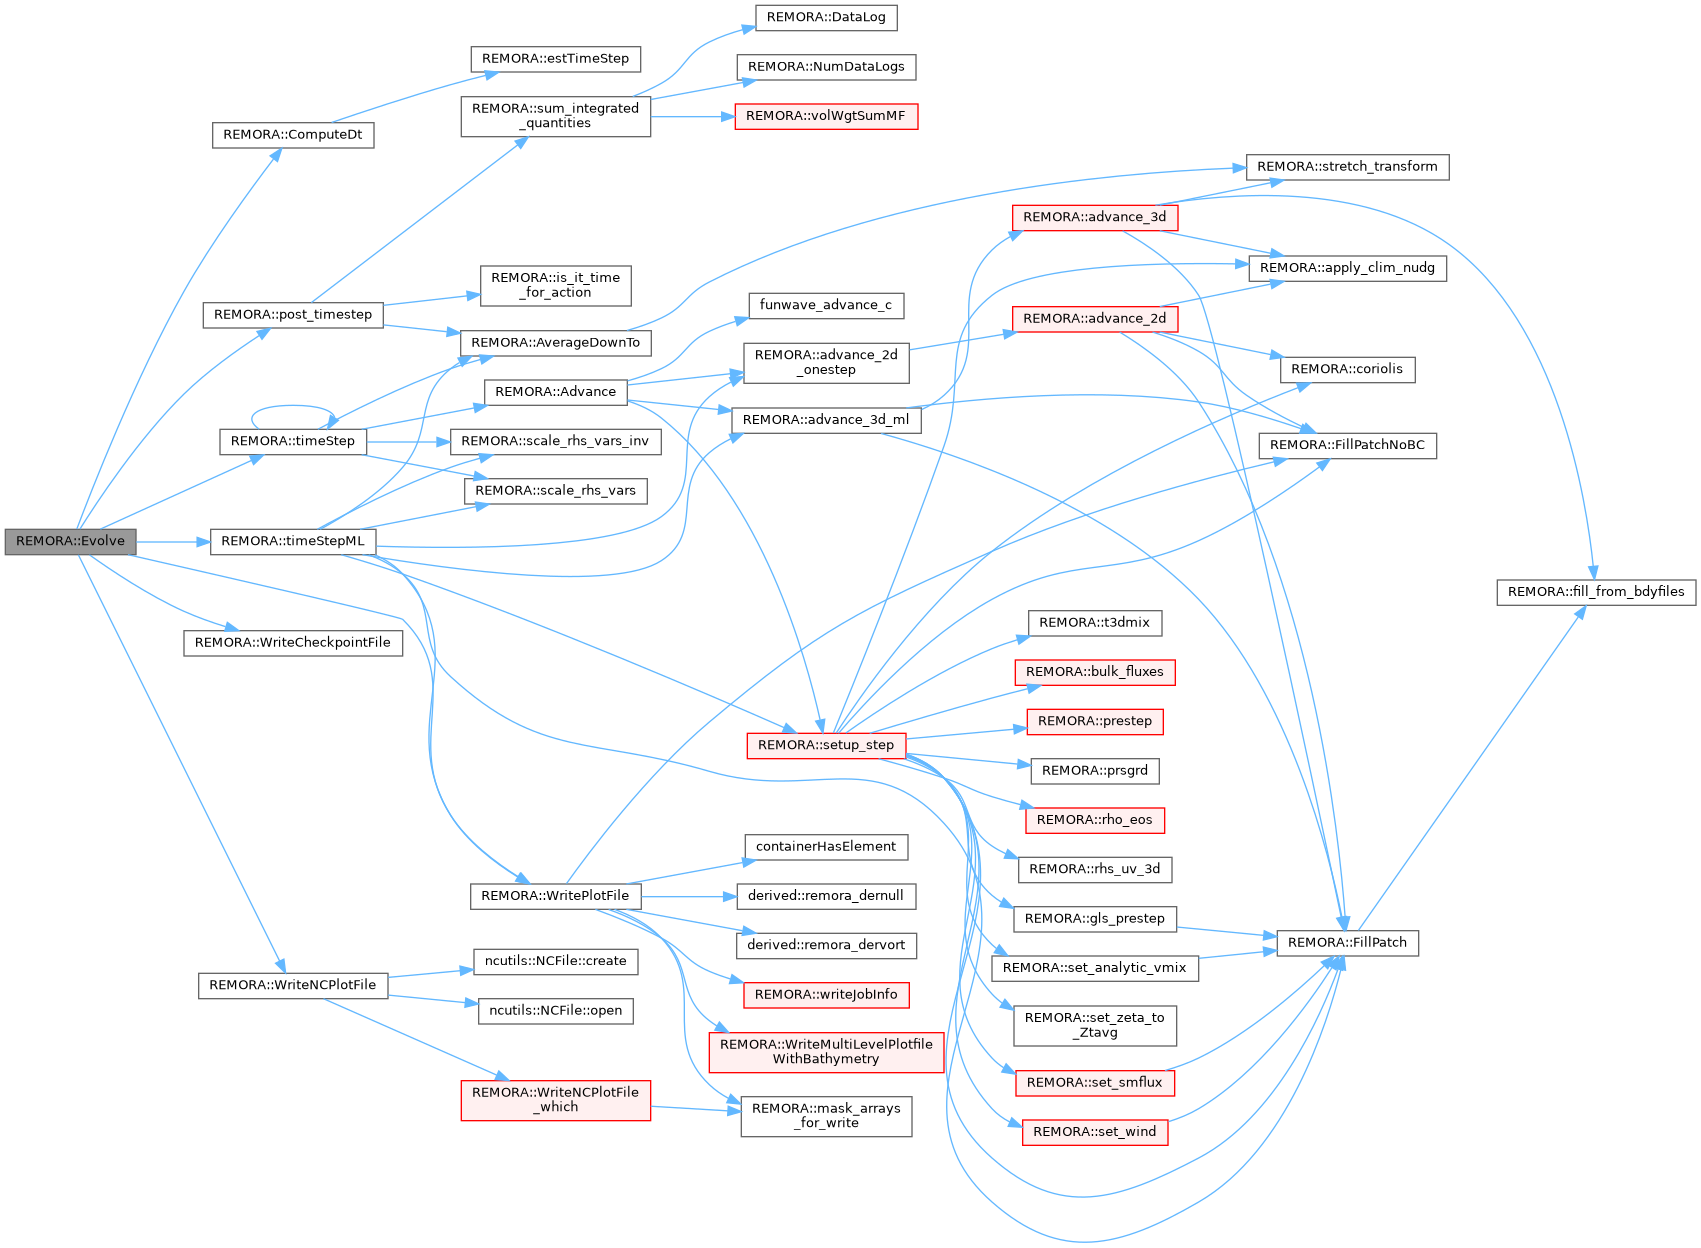 REMORA::Evolve
REMORA::ComputeDt
REMORA::post_timestep
REMORA::timeStep
REMORA::timeStepML
REMORA::WriteCheckpointFile
REMORA::WriteNCPlotFile
REMORA::estTimeStep
REMORA::sum_integrated
_quantities
REMORA::is_it_time
_for_action
REMORA::AverageDownTo
REMORA::Advance
REMORA::scale_rhs_vars_inv
REMORA::scale_rhs_vars
REMORA::WritePlotFile
ncutils::NCFile::create
ncutils::NCFile::open
REMORA::WriteNCPlotFile
_which
REMORA::DataLog
REMORA::NumDataLogs
REMORA::volWgtSumMF
funwave_advance_c
REMORA::advance_2d
_onestep
REMORA::advance_3d_ml
REMORA::setup_step
containerHasElement
derived::remora_dernull
derived::remora_dervort
REMORA::writeJobInfo
REMORA::WriteMultiLevelPlotfile
WithBathymetry
REMORA::mask_arrays
_for_write
REMORA::advance_3d
REMORA::advance_2d
REMORA::t3dmix
REMORA::bulk_fluxes
REMORA::prestep
REMORA::prsgrd
REMORA::rho_eos
REMORA::rhs_uv_3d
REMORA::gls_prestep
REMORA::set_analytic_vmix
REMORA::set_zeta_to
_Ztavg
REMORA::set_smflux
REMORA::set_wind
REMORA::stretch_transform
REMORA::apply_clim_nudg
REMORA::coriolis
REMORA::FillPatchNoBC
REMORA::FillPatch
REMORA::fill_from_bdyfiles